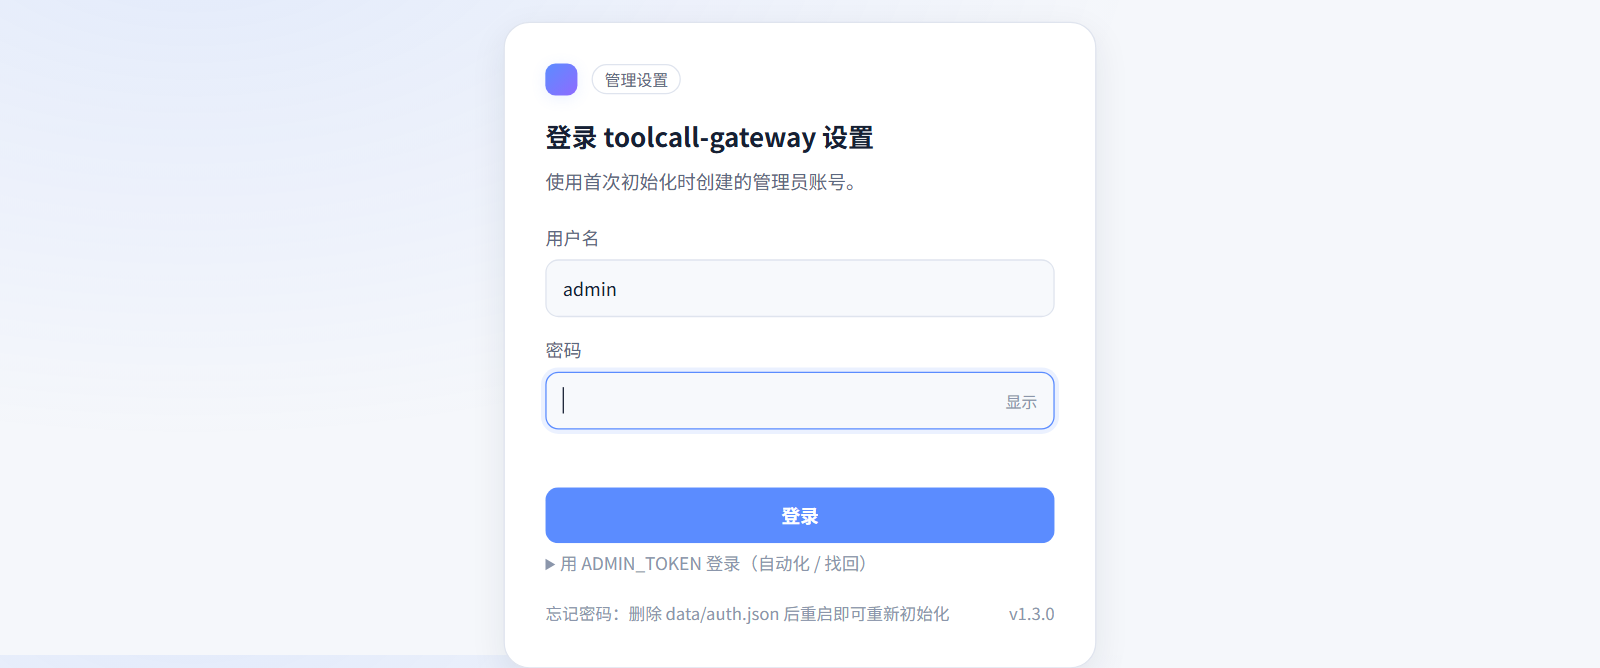 管理设置
登录 toolcall-gateway 设置
使用首次初始化时创建的管理员账号。
用户名
admin
密码
显示
登录
▶ 用 ADMIN_TOKEN 登录（自动化 / 找回）
忘记密码：删除 data/auth.json 后重启即可重新初始化 v1.3.0